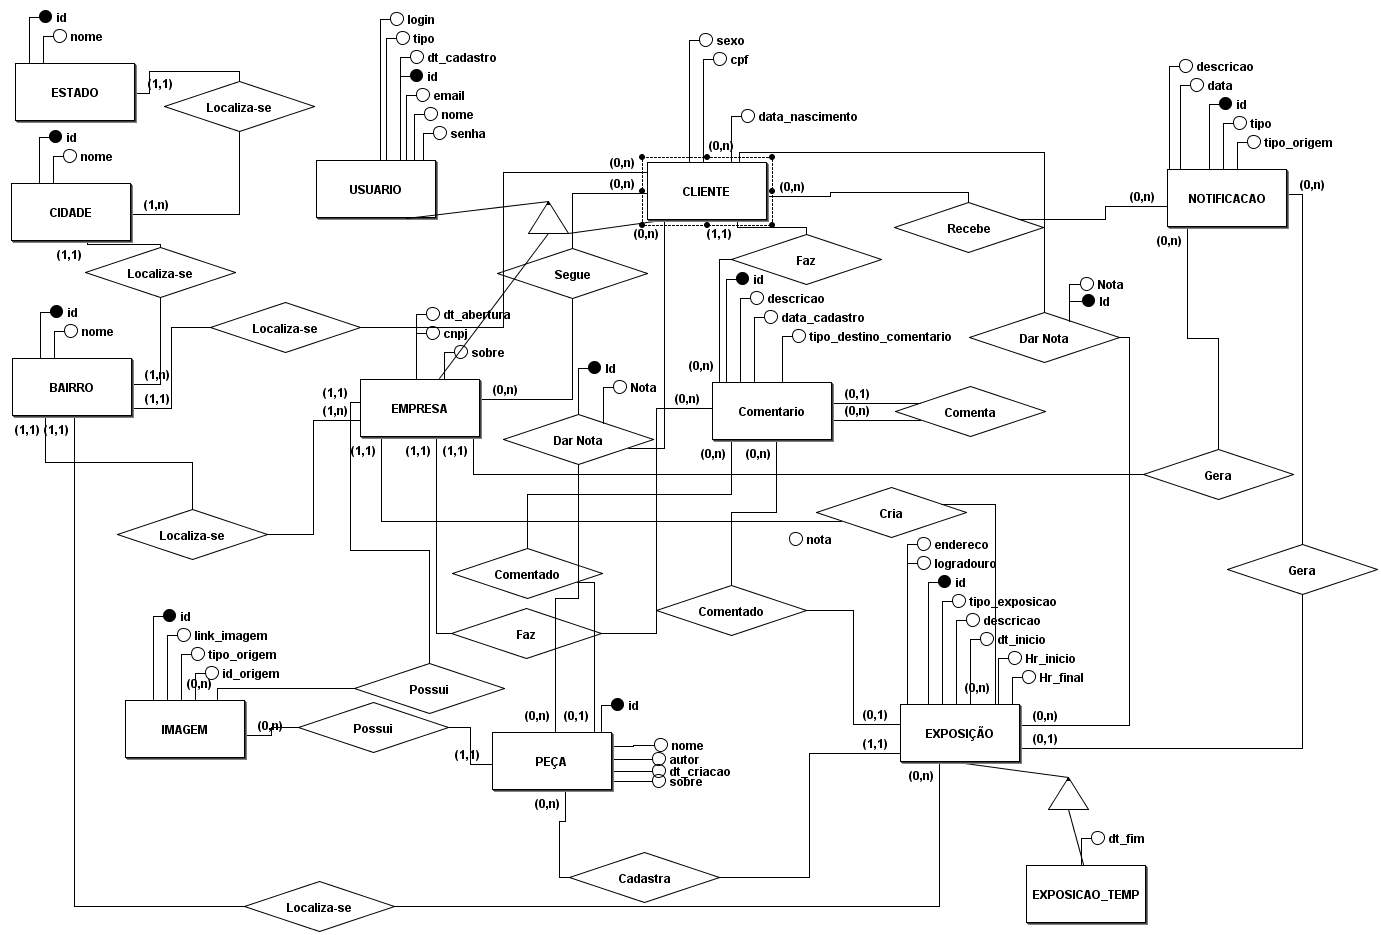 id
nome
ESTADO
(1,1)
Localiza-se
id
nome
CIDADE
(1,n)
(1,1)
Localiza-se
id
nome
BAIRRO
(1,n)
(1,1)
(1,1)
(1,1)
Localiza-se
Localiza-se
login
tipo
dt_cadastro
id
email
nome
senha
USUARIO
sexo
cpf
data_nascimento
(0,n)
(0,n)
(0,n)
CLIENTE
(0,n)
(0,n)
(1,1)
Segue
Faz
Recebe
descricao
data
id
tipo
tipo_origem
NOTIFICACAO
(0,n)
(0,n)
(0,n)
dt_abertura
cnpj
sobre
EMPRESA
(1,1)
(1,n)
(0,n)
(1,1)
(1,1)
(1,1)
id
descricao
data_cadastro
tipo_destino_comentario
(0,n)
(0,n)
Comentario
(0,1)
(0,n)
(0,n)
(0,n)
Comenta
Nota
Id
Dar Nota
Id
Nota
Dar Nota
Gera
Gera
Cria
nota
Comentado
Comentado
Faz
endereco
logradouro
id
tipo_exposicao
descricao
dt_inicio
Hr_inicio
Hr_final
(0,n)
EXPOSIÇÃO
(0,1)
(1,1)
(0,n)
(0,1)
(0,n)
id
link_imagem
tipo_origem
id_origem
(0,n)
IMAGEM
(0,n)
Possui
Possui
(0,n)
(0,1)
id
(1,1)
PEÇA
nome
autor
dt_criacao
sobre
(0,n)
Cadastra
Localiza-se
dt_fim
EXPOSICAO_TEMP